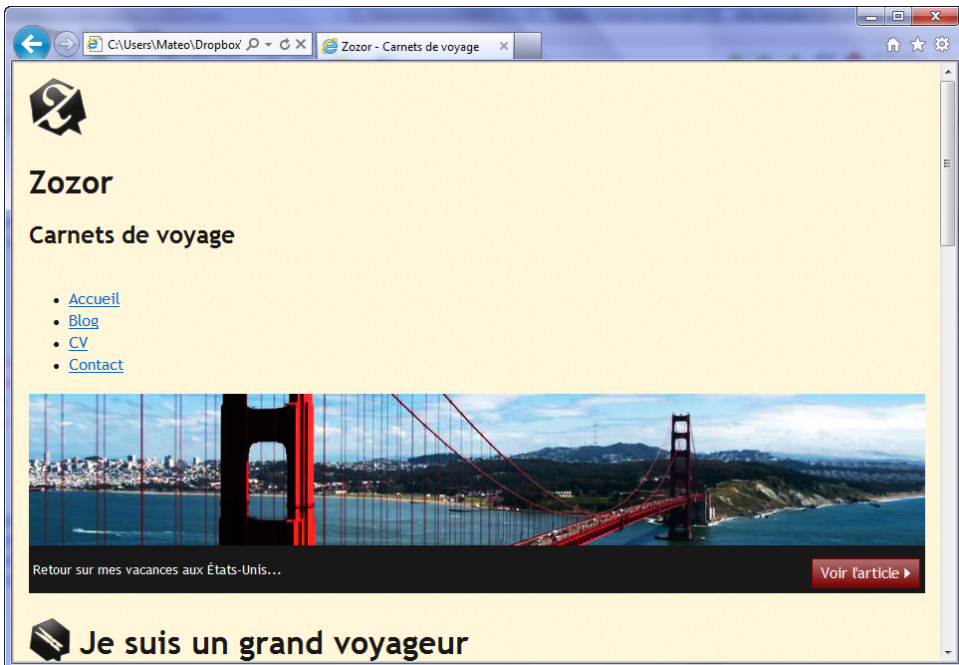 C:\Users\Mateo\Dropbox
Zozor - Carnets de voyage
Zozor
Carnets de voyage
Accueil
Blog
CV
Contact
Retour sur mes vacances aux États-Unis...
Voir l'article
Je suis un grand voyageur